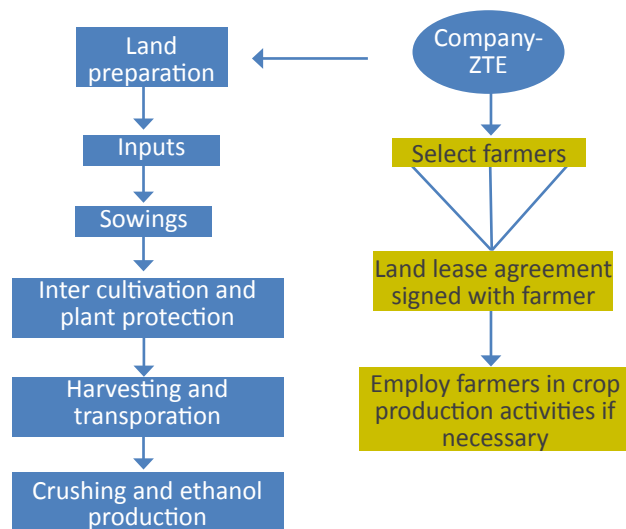 Land
preparation
Inputs
Sowings
Inter cultivation and
plant protection
Harvesting and
transporation
Crushing and ethanol
production
Company-
ZTE
Select farmers
Land lease agreement
signed with farmer
Employ farmers in crop
production activities if
necessary